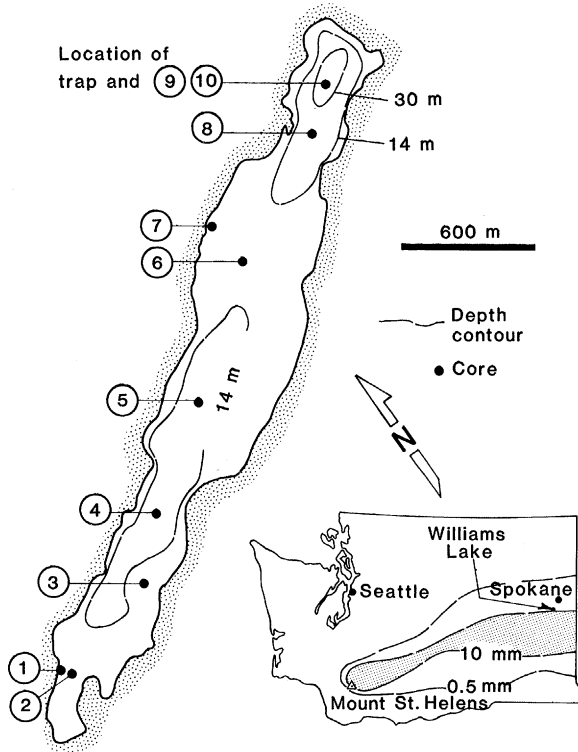 Location of
trap and 9 10
30 m
8
14 m
7
600 m
6
Depth
contour
Core
5
14 m
N
4
Williams
Lake
3
Seattle
Spokane
10 mm
1
0.5 mm
2
Mount St. Helens